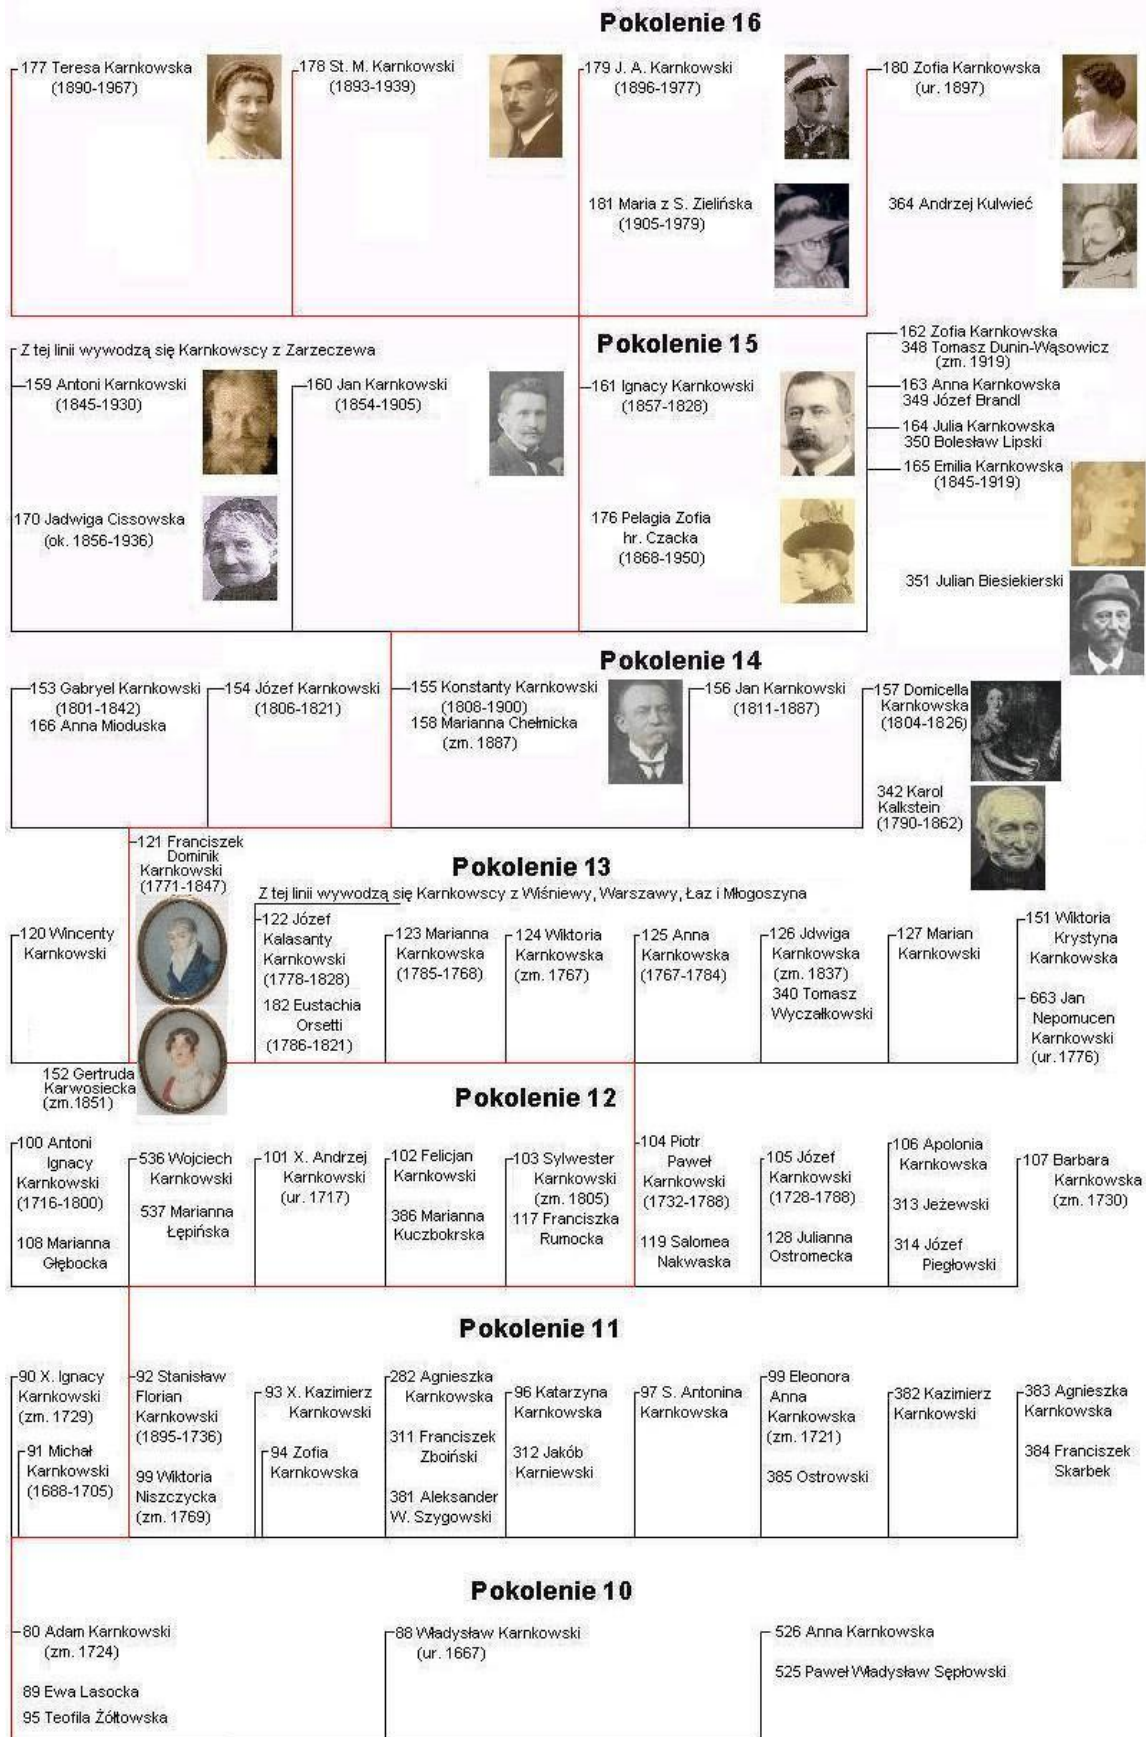 Pokolenie 16
177 Teresa Karnkowska
(1890-1967)
178 St. M. Karnkowski
(1893-1939)
179 J. A. Karnkowski
(1896-1977)
181 Maria z S. Zielińska
(1905-1979)
180 Zofia Karnkowska
(ur. 1897)
364 Andrzej Kulwieć
Z tej linii wywodzą się Karnkowscy z Zarzeczewa
Pokolenie 15
159 Antoni Karnkowski
(1845-1930)
170 Jadwiga Cissowska
(ok. 1856-1936)
160 Jan Karnkowski
(1854-1905)
161 Ignacy Karnkowski
(1857-1828)
176 Pelagia Zofia
hr. Czacka
(1868-1950)
162 Zofia Karnkowska
348 Tomasz Dunin-Wąsowicz
(zm. 1919)
163 Anna Karnkowska
349 Józef Brandl
164 Julia Karnkowska
350 Bolesław Lipski
165 Emilia Karnkowska
(1845-1919)
351 Julian Biesiekierski
Pokolenie 14
153 Gabryel Karnkowski
(1801-1842)
166 Anna Mioduska
154 Józef Karnkowski
(1806-1821)
155 Konstanty Karnkowski
(1808-1900)
158 Marianna Chełmicka
(zm. 1887)
156 Jan Karnkowski
(1811-1887)
157 Domicella
Karnkowska
(1804-1826)
342 Karol
Kalkstein
(1790-1862)
Pokolenie 13
Z tej linii wywodzą się Karnkowscy z Wiśniewy, Warszawy, Łaz i Młogoszyna
120 Wincenty
Karnkowski
121 Franciszek
Dominik
Karnkowski
(1771-1847)
152 Gertruda
Karwosiecka
(zm.1851)
122 Józef
Kalasanty
Karnkowski
(1778-1828)
182 Eustachia
Orsetti
(1786-1821)
123 Marianna
Karnkowska
(1785-1768)
124 Wiktoria
Karnkowska
(zm. 1767)
125 Anna
Karnkowska
(1767-1784)
126 Jdwiga
Karnkowska
(zm. 1837)
340 Tomasz
Wyczałkowski
127 Marian
Karnkowski
151 Wiktoria
Krystyna
Karnkowska
663 Jan
Nepomucen
Karnkowski
(ur. 1776)
Pokolenie 12
100 Antoni
Ignacy
Karnkowski
(1716-1800)
108 Marianna
Głębocka
536 Wojciech
Karnkowski
537 Marianna
Łępińska
101 X. Andrzej
Karnkowski
(ur. 1717)
102 Felicjan
Karnkowski
386 Marianna
Kuczbokrska
103 Sylwester
Karnkowski
(zm. 1805)
117 Franciszka
Rumocka
104 Piotr
Paweł
Karnkowski
(1732-1788)
119 Salomea
Nakwaska
105 Józef
Karnkowski
(1728-1788)
128 Julianna
Ostromecka
106 Apolonia
Karnkowska
313 Jeżewski
314 Józef
Piegłowski
107 Barbara
Karnkowska
(zm. 1730)
Pokolenie 11
90 X. Ignacy
Karnkowski
(zm. 1729)
91 Michał
Karnkowski
(1688-1705)
92 Stanisław
Florian
Karnkowski
(1895-1736)
99 Wiktoria
Niszczycka
(zm. 1769)
93 X. Kazimierz
Karnkowski
94 Zofia
Karnkowska
282 Agnieszka
Karnkowska
311 Franciszek
Zboiński
381 Aleksander
W. Szygowski
96 Katarzyna
Karnkowska
312 Jakób
Karniewski
97 S. Antonina
Karnkowska
99 Eleonora
Anna
Karnkowska
(zm. 1721)
385 Ostrowski
382 Kazimierz
Karnkowski
383 Agnieszka
Karnkowska
384 Franciszek
Skarbek
Pokolenie 10
80 Adam Karnkowski
(zm. 1724)
89 Ewa Lasocka
95 Teofila Żółtowska
88 Władysław Karnkowski
(ur. 1667)
526 Anna Karnkowska
525 Paweł Władysław Sępłowski